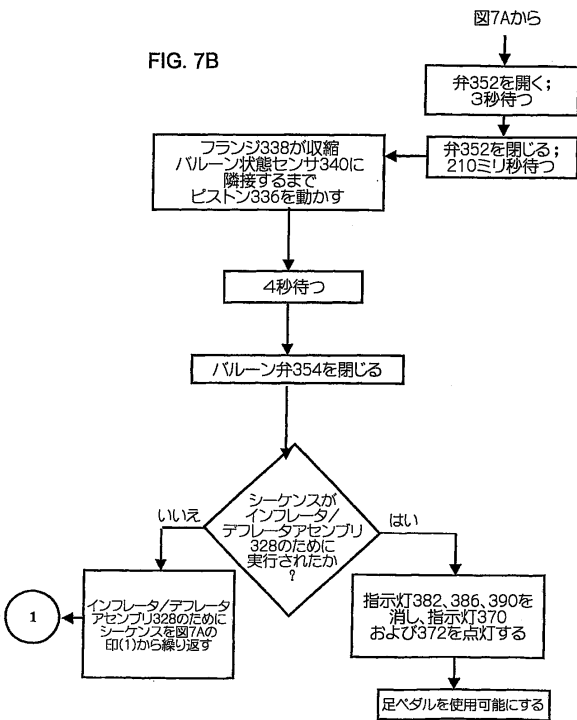 図7Aから
FIG. 7B
弁352を開く；
3秒待つ
弁352を閉じる；
210ミリ秒待つ
フランジ338が収縮
バルーン状態センサ340に
隣接するまで
ピストン336を動かす
4秒待つ
バルーン弁354を閉じる
シーケンスが
インフレータ/
デフレータアセンブリ
328のために
実行されたか
?
いいえ
はい
インフレータ/デフレータ
アセンブリ328のために
シーケンスを図7Aの
印(1)から繰り返す
1
指示灯382、386、390を
消し、指示灯370
および372を点灯する
足ペダルを使用可能にする